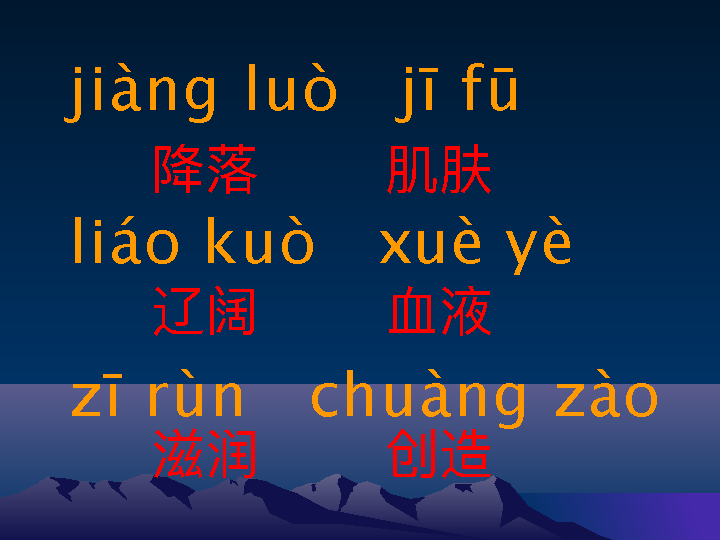 jiàng luò jī fū
降落 肌肤
liáo kuò xuè yè
辽阔 血液
zī rùn chuàng zào
滋润 创造